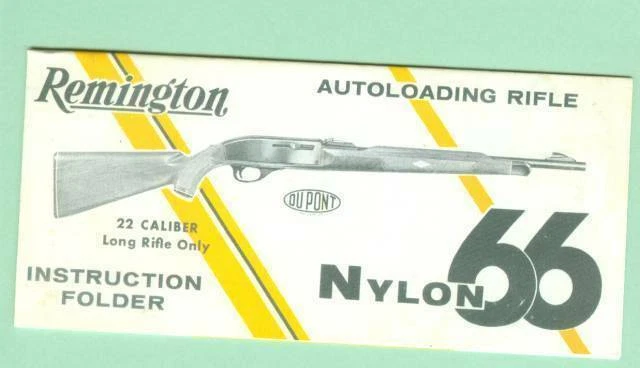 Remington
AUTOLOADING RIFLE
DU PONT
22 CALIBER
Long Rifle Only
INSTRUCTION
FOLDER
NYLON 66